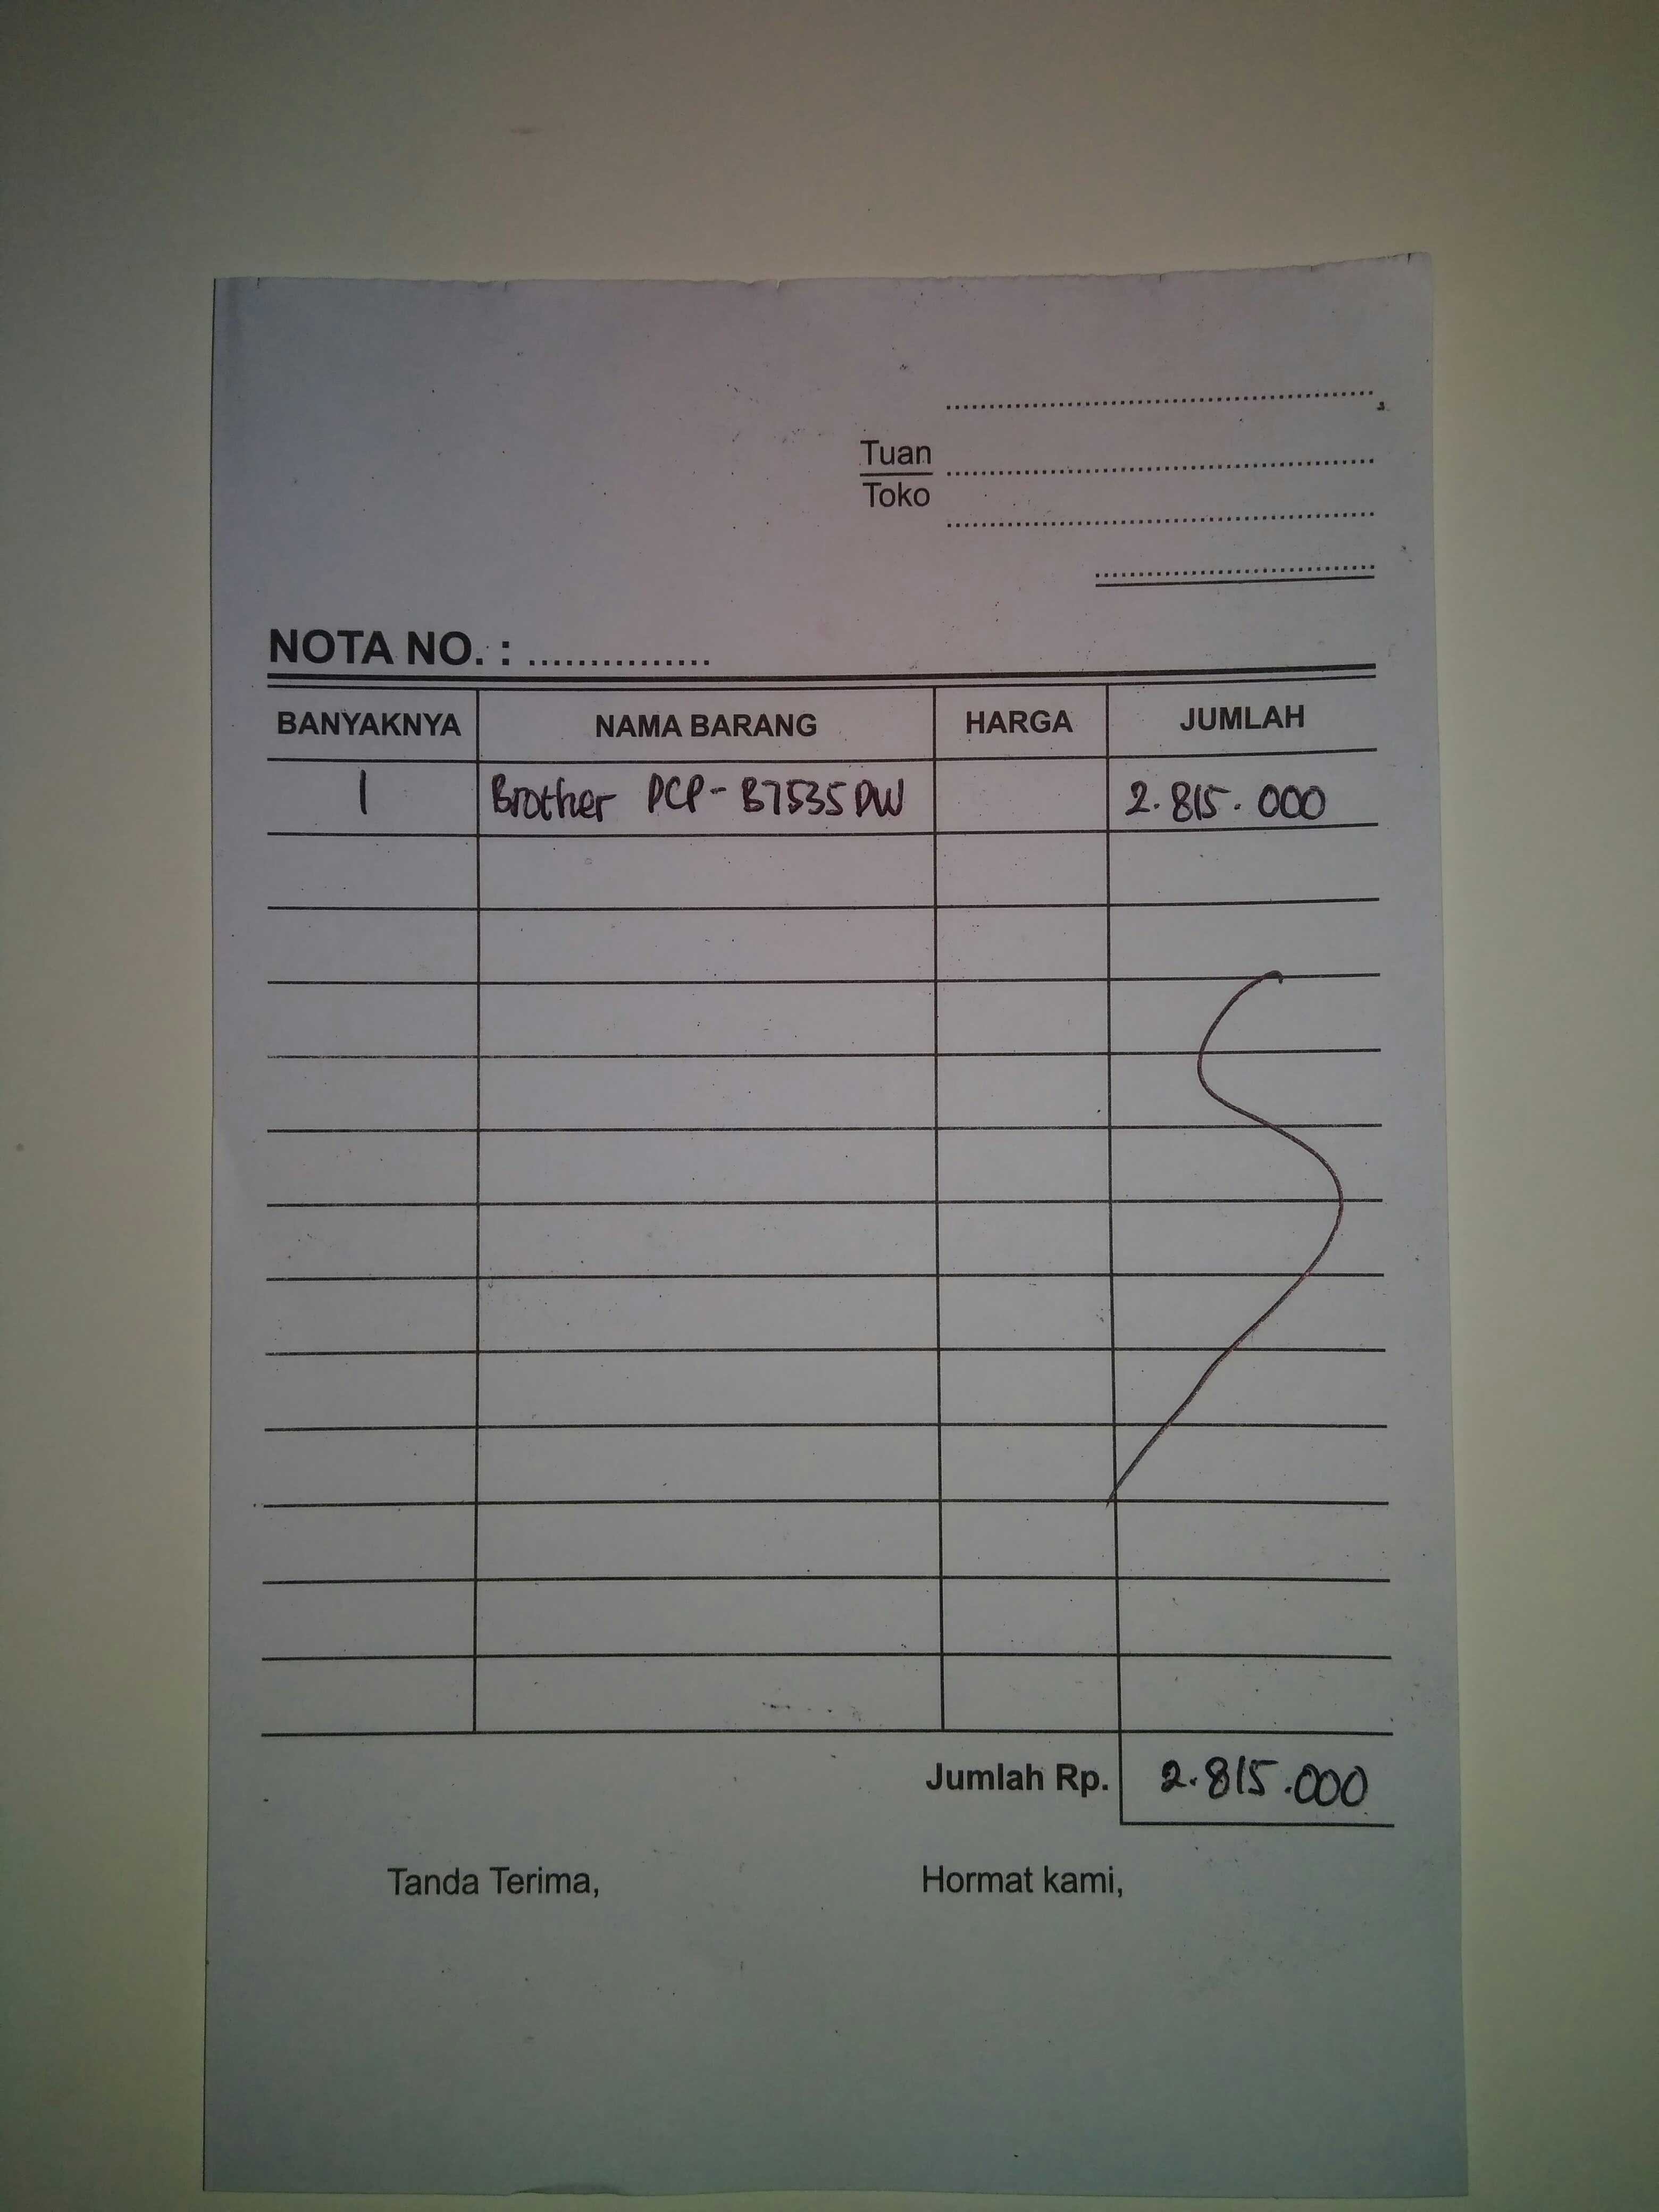 Tuan
Toko
NOTA NO. : ...............
BANYAKNYA NAMA BARANG HARGA JUMLAH
1 Brother DCP-B7535DW 2.815.000
Jumlah Rp. 2.815.000
Tanda Terima, Hormat kami,